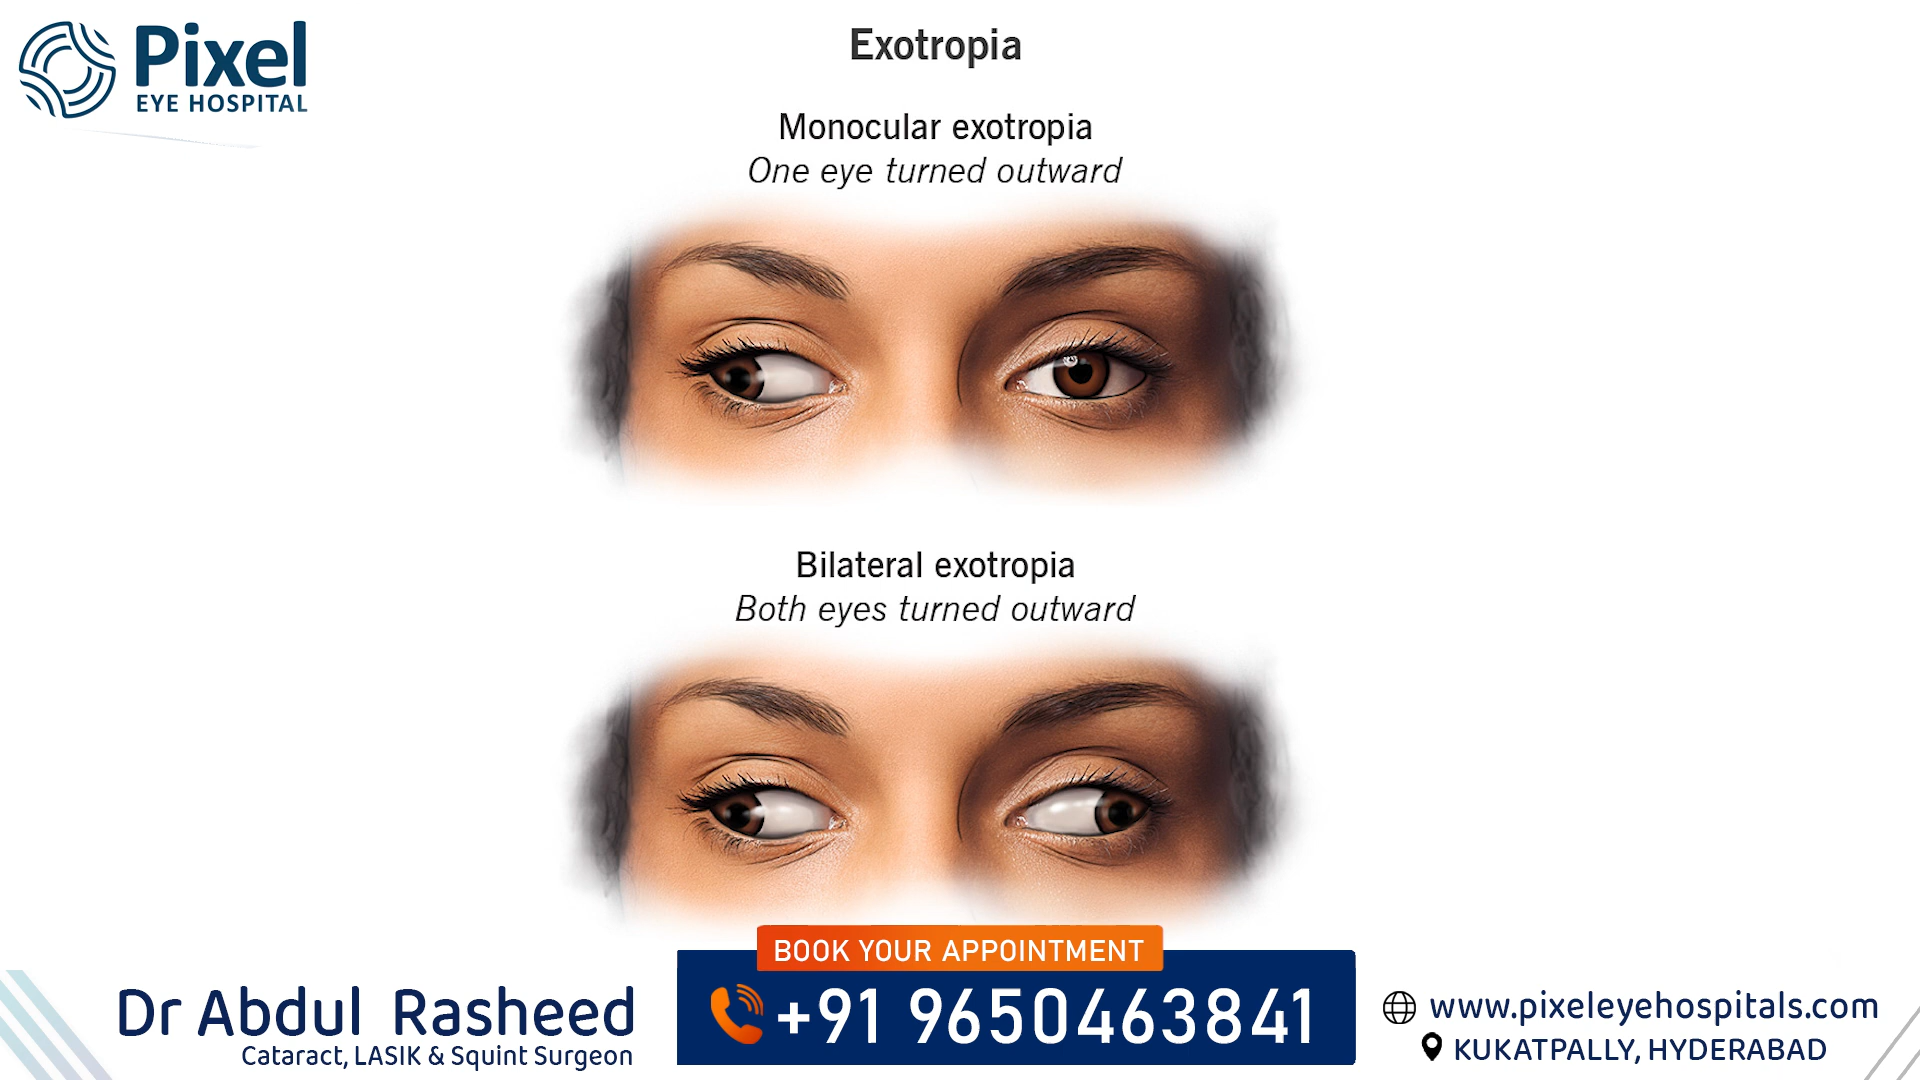 Pixel
EYE HOSPITAL
Exotropia
Monocular exotropia
One eye turned outward
Bilateral exotropia
Both eyes turned outward
BOOK YOUR APPOINTMENT
Dr Abdul Rasheed
Cataract, LASIK & Squint Surgeon
+91 9650463841
www.pixeleyehospitals.com
KUKATPALLY, HYDERABAD